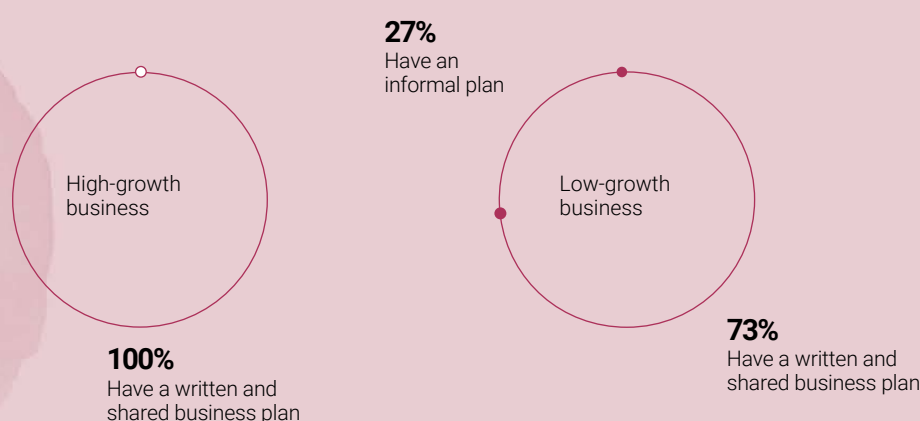 High-growth
business
100%
Have a written and
shared business plan
27%
Have an
informal plan
Low-growth
business
73%
Have a written and
shared business plan